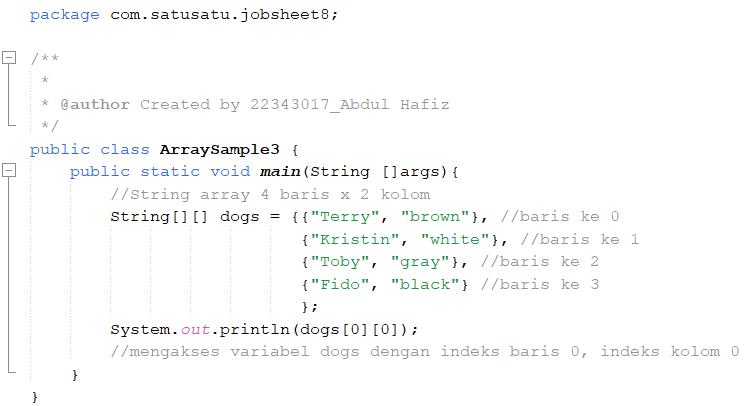 package com.satusatu.jobsheet8;
/**
*
* @author Created by 22343017_Abdul Hafiz
*/
public class ArraySample3 {
public static void main(String []args){
//String array 4 baris x 2 kolom
String[][] dogs = {{"Terry", "brown"}, //baris ke 0
{"Kristin", "white"}, //baris ke 1
{"Toby", "gray"}, //baris ke 2
{"Fido", "black"} //baris ke 3
};
System.out.println(dogs[0][0]);
//mengakses variabel dogs dengan indeks baris 0, indeks kolom 0
}
}